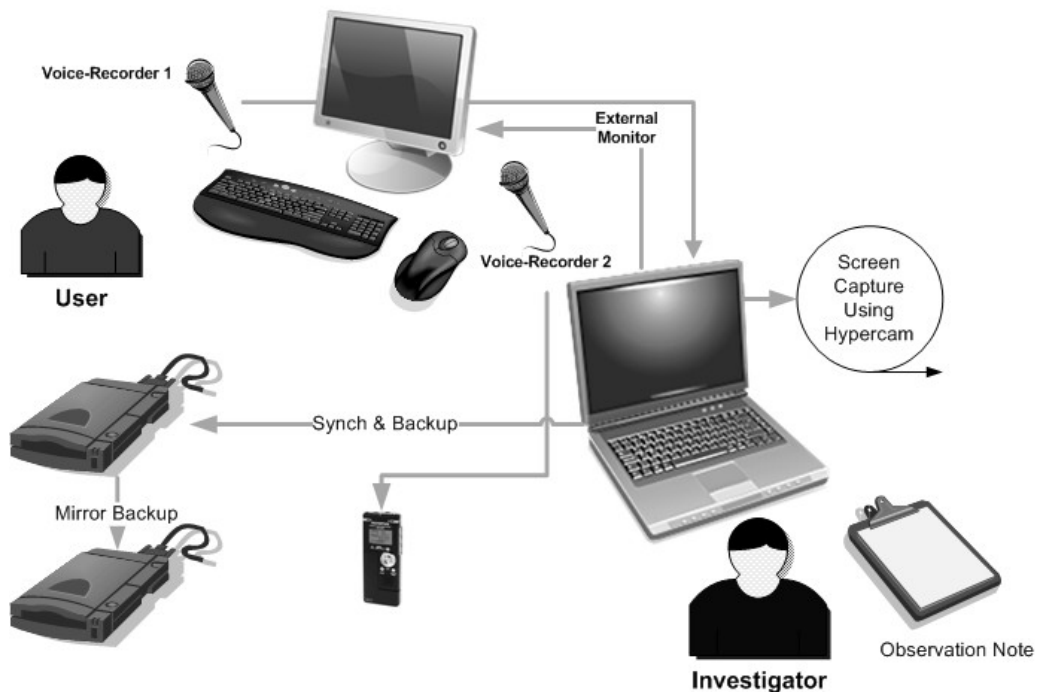 Voice-Recorder 1
External
Monitor
User
Voice-Recorder 2
Screen
Capture
Using
Hypercam
Synch & Backup
Mirror Backup
Observation Note
Investigator